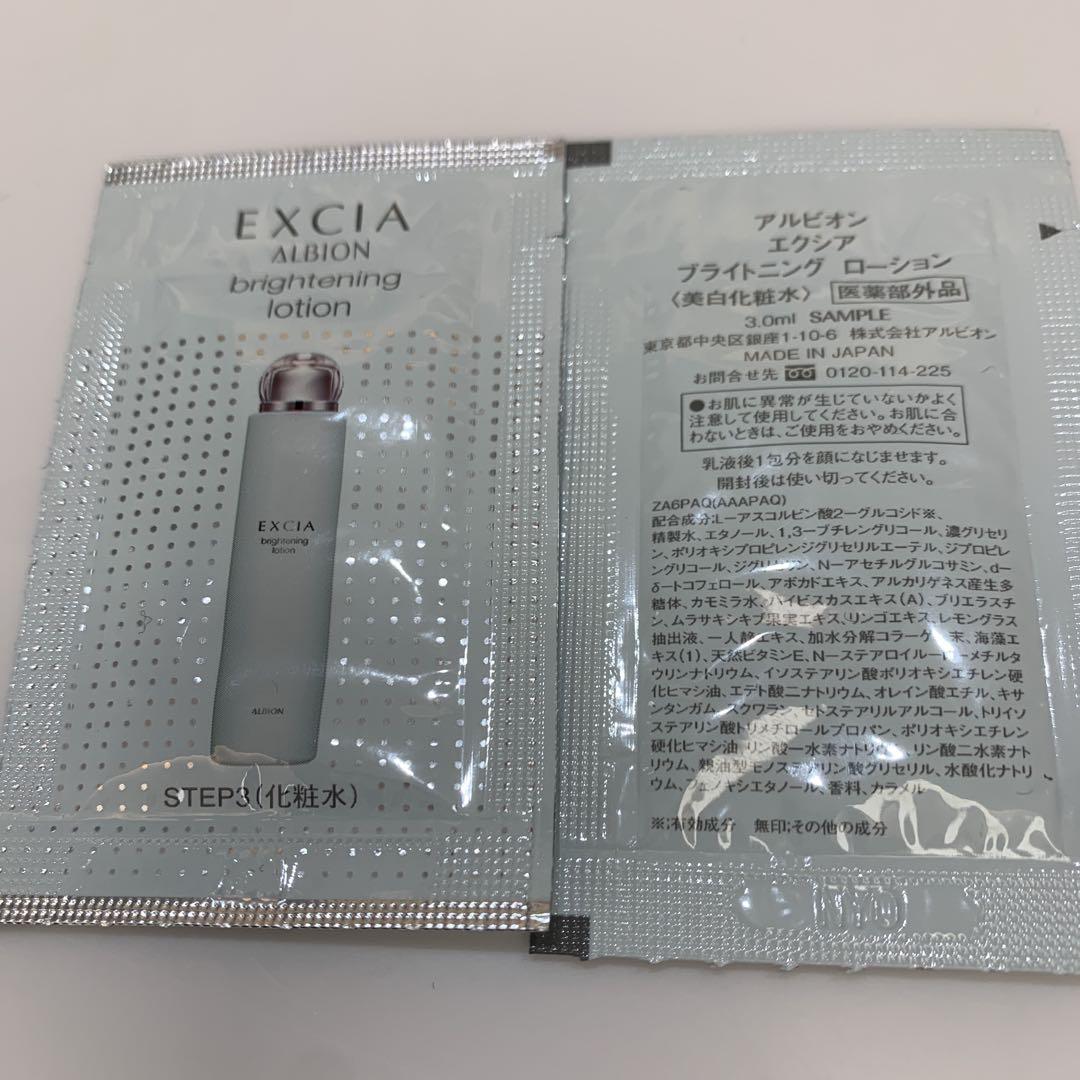 EXCIA
ALBION
brightening
lotion
EXCIA
brightening
lotion
ALBION
STEP3(化粧水)
アルビオン
エクシア
ブライトニング ローション
〈美白化粧水〉 医薬部外品
3.0ml SAMPLE
東京都中央区銀座1-10-6 株式会社アルビオン
MADE IN JAPAN
お問合せ先 0120-114-225
●お肌に異常が生じていないかよく
注意して使用してください。お肌に合
わないときは、ご使用をおやめください。
乳液後1包分を顔になじませます。
開封後は使い切ってください。
ZA6PAQ(AAAPAQ)
配合成分;L-アスコルビン酸2-グルコシド※、
精製水、エタノール、1,3-ブチレングリコール、濃グリセリ
ン、ポリオキシプロピレンジグリセリルエーテル、ジプロピレ
ングリコール、ジグリセリン、N-アセチルグルコサミン、d-
δ-トコフェロール、アボカドエキス、アルカリゲネス産生多
糖体、カモミラ水、ハイビスカスエキス(A)、ブリエラスチ
ン、ムラサキシキブ果実エキス、リンゴエキス、レモングラス
抽出液、一人静エキス、加水分解コラーゲン末、海藻エ
キス(1)、天然ビタミンE、N-ステアロイル-メチルタ
ウリンナトリウム、イソステアリン酸ポリオキシエチレン硬
化ヒマシ油、エデト酸二ナトリウム、オレイン酸エチル、キサ
ンタンガム、スクワラン、セトステアリルアルコール、トリイソ
ステアリン酸トリメチロールプロパン、ポリオキシエチレン
硬化ヒマシ油、リン酸一水素ナトリウム、リン酸二水素ナト
リウム、親油型モノステアリン酸グリセリル、水酸化ナトリ
ウム、フェノキシエタノール、香料、カラメル
※;有効成分 無印;その他の成分